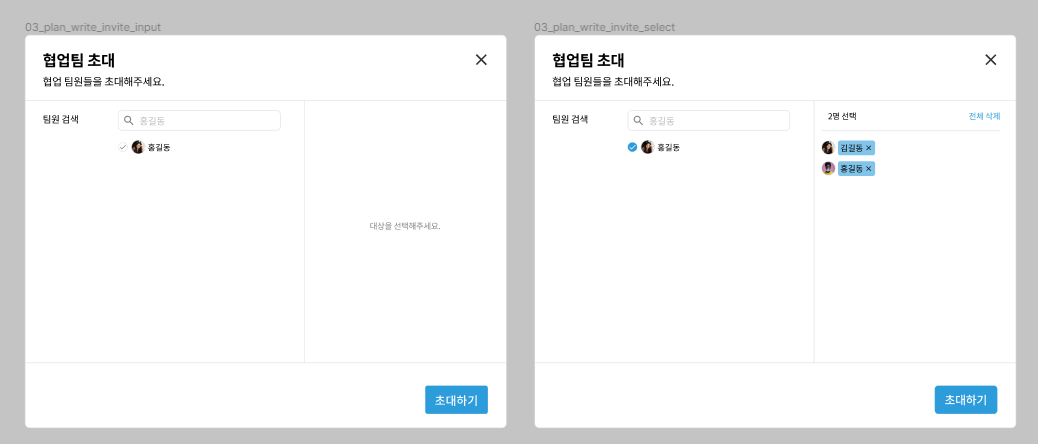 03_plan_write_invite_input
협업팀 초대
협업 팀원들을 초대해주세요.
팀원 검색
홍길동
홍길동
대상을 선택해주세요.
초대하기
03_plan_write_invite_select
협업팀 초대
협업 팀원들을 초대해주세요.
팀원 검색
홍길동
홍길동
2명 선택
전체 삭제
김길동 ×
홍길동 ×
초대하기